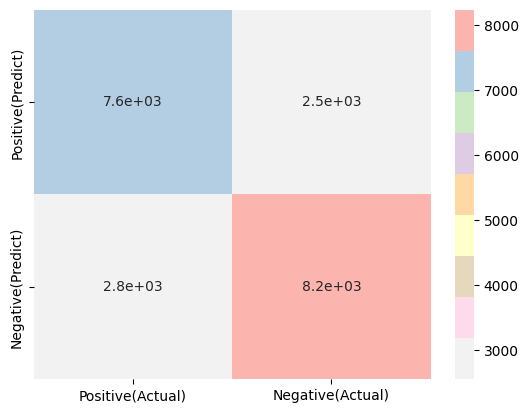 Positive(Predict)
7.6e+03
2.5e+03
Negative(Predict)
2.8e+03
8.2e+03
Positive(Actual)
Negative(Actual)
8000
7000
6000
5000
4000
3000